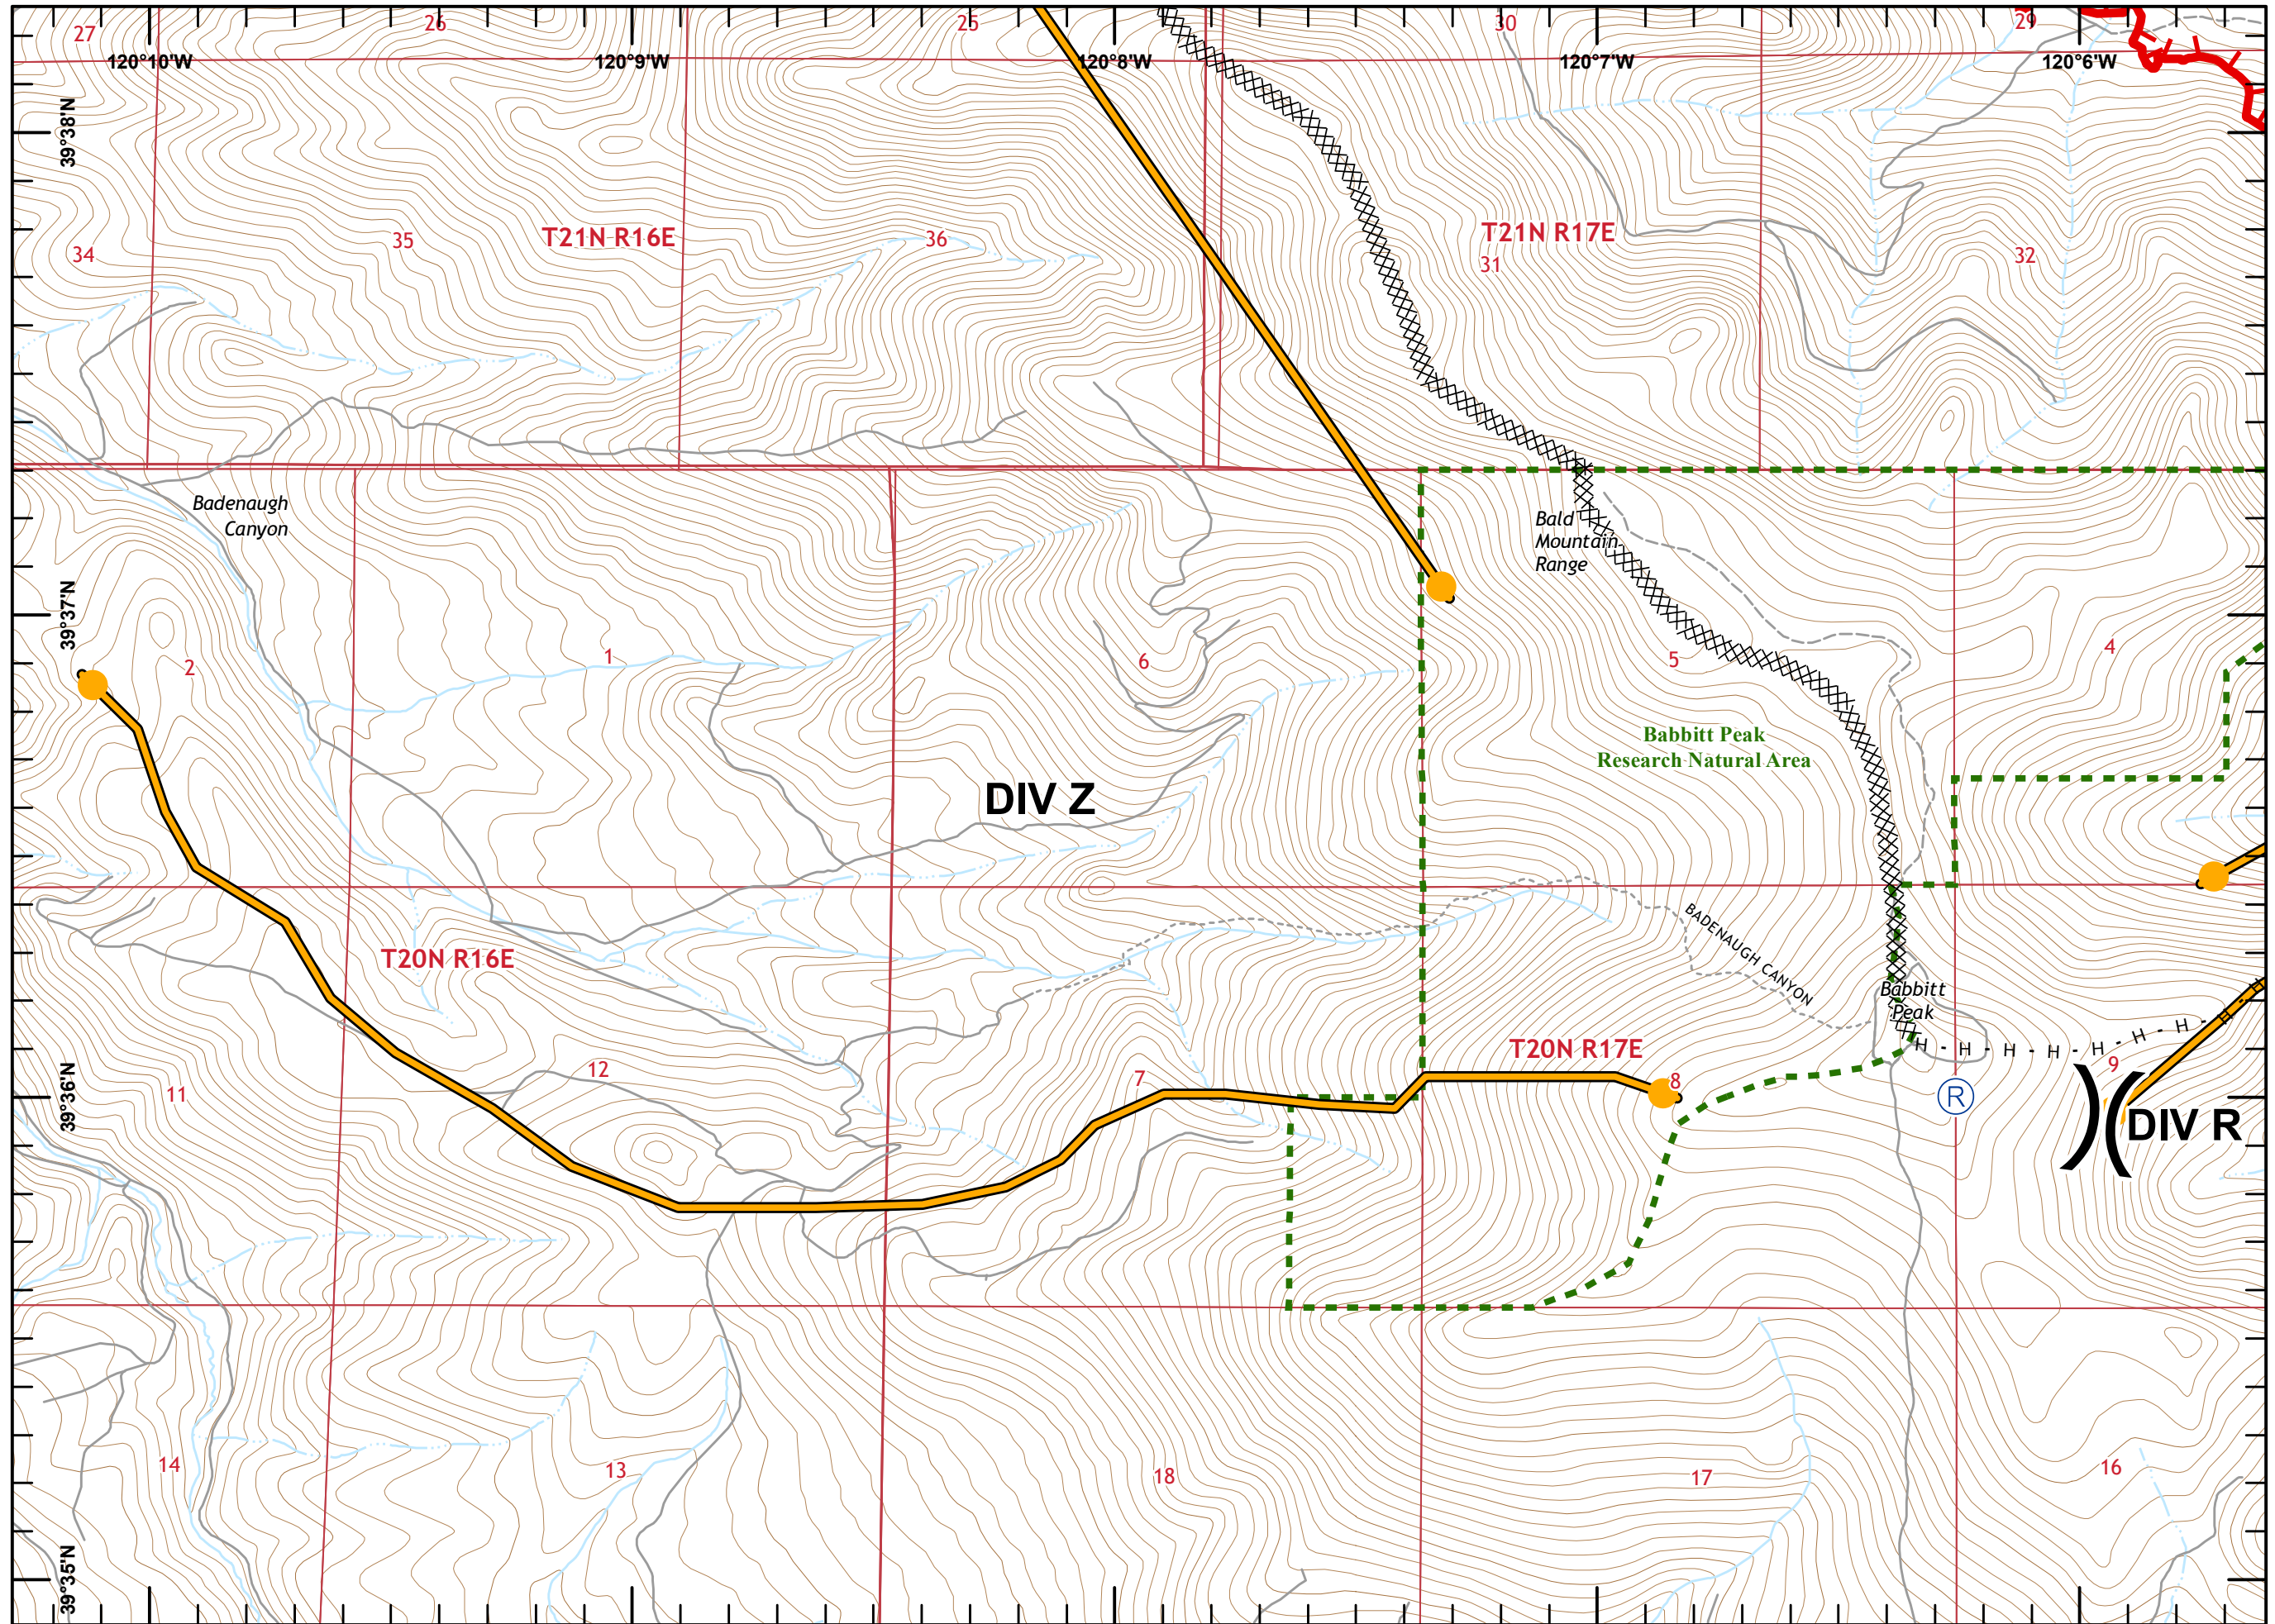 27
26
25
30
29
120°10'W
120°9'W
120°8'W
120°7'W
120°6'W
39°38'N
T21N R16E
T21N R17E
34
35
36
31
32
Badenaugh
Canyon
Bald
Mountain
Range
39°37'N
2
1
6
5
4
Babbitt Peak
Research Natural Area
DIV Z
BADENAUGH CANYON
T20N R16E
Babbitt
Peak
T20N R17E
H - H - H - H - H - H - H
12
7
8
9
11
39°36'N
R
)( DIV R
14
13
18
17
16
39°35'N